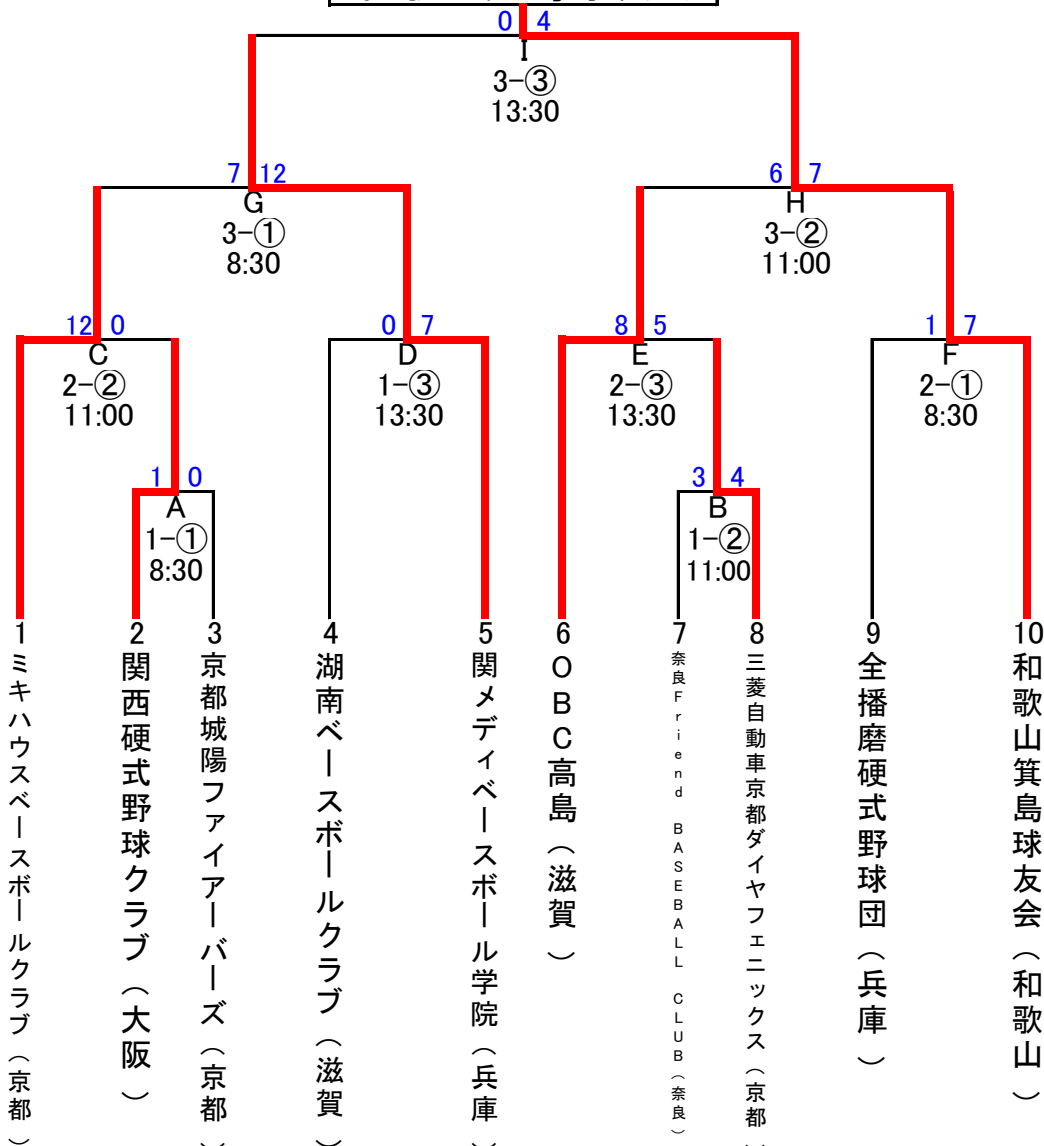 0 4
I
3-③
13:30
7 12
G
3-①
8:30
6 7
H
3-②
11:00
12 0
C
2-②
11:00
0 7
D
1-③
13:30
8 5
E
2-③
13:30
1 7
F
2-①
8:30
1 0
A
1-①
8:30
3 4
B
1-②
11:00
1
ミキハウスベースボールクラブ(京都)
2
関西硬式野球クラブ(大阪)
3
京都城陽ファイアーバーズ(京都)
4
湖南ベースボールクラブ(滋賀)
5
関メディベースボール学院(兵庫)
6
OBC高島(滋賀)
7
奈良Friend BASEBALL CLUB(奈良)
8
三菱自動車京都ダイヤフェニックス(京都)
9
全播磨硬式野球団(兵庫)
10
和歌山箕島球友会(和歌山)